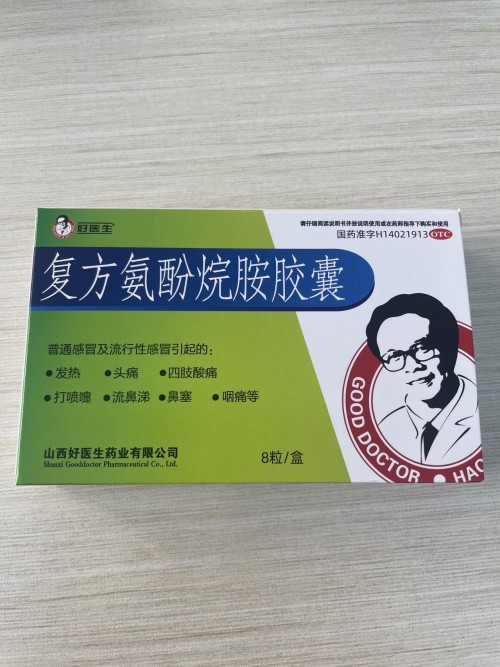 好医生
请仔细阅读说明书并按说明使用或在药师指导下购买和使用
国药准字H14021913 OTC
复方氨酚烷胺胶囊
普通感冒及流行性感冒引起的:
●发热 ●头痛 ●四肢酸痛
●打喷嚏 ●流鼻涕 ●鼻塞 ●咽痛等
山西好医生药业有限公司
Shanxi Gooddoctor Pharmaceutical Co., Ltd.
8粒/盒
GOOD DOCTOR • HAO